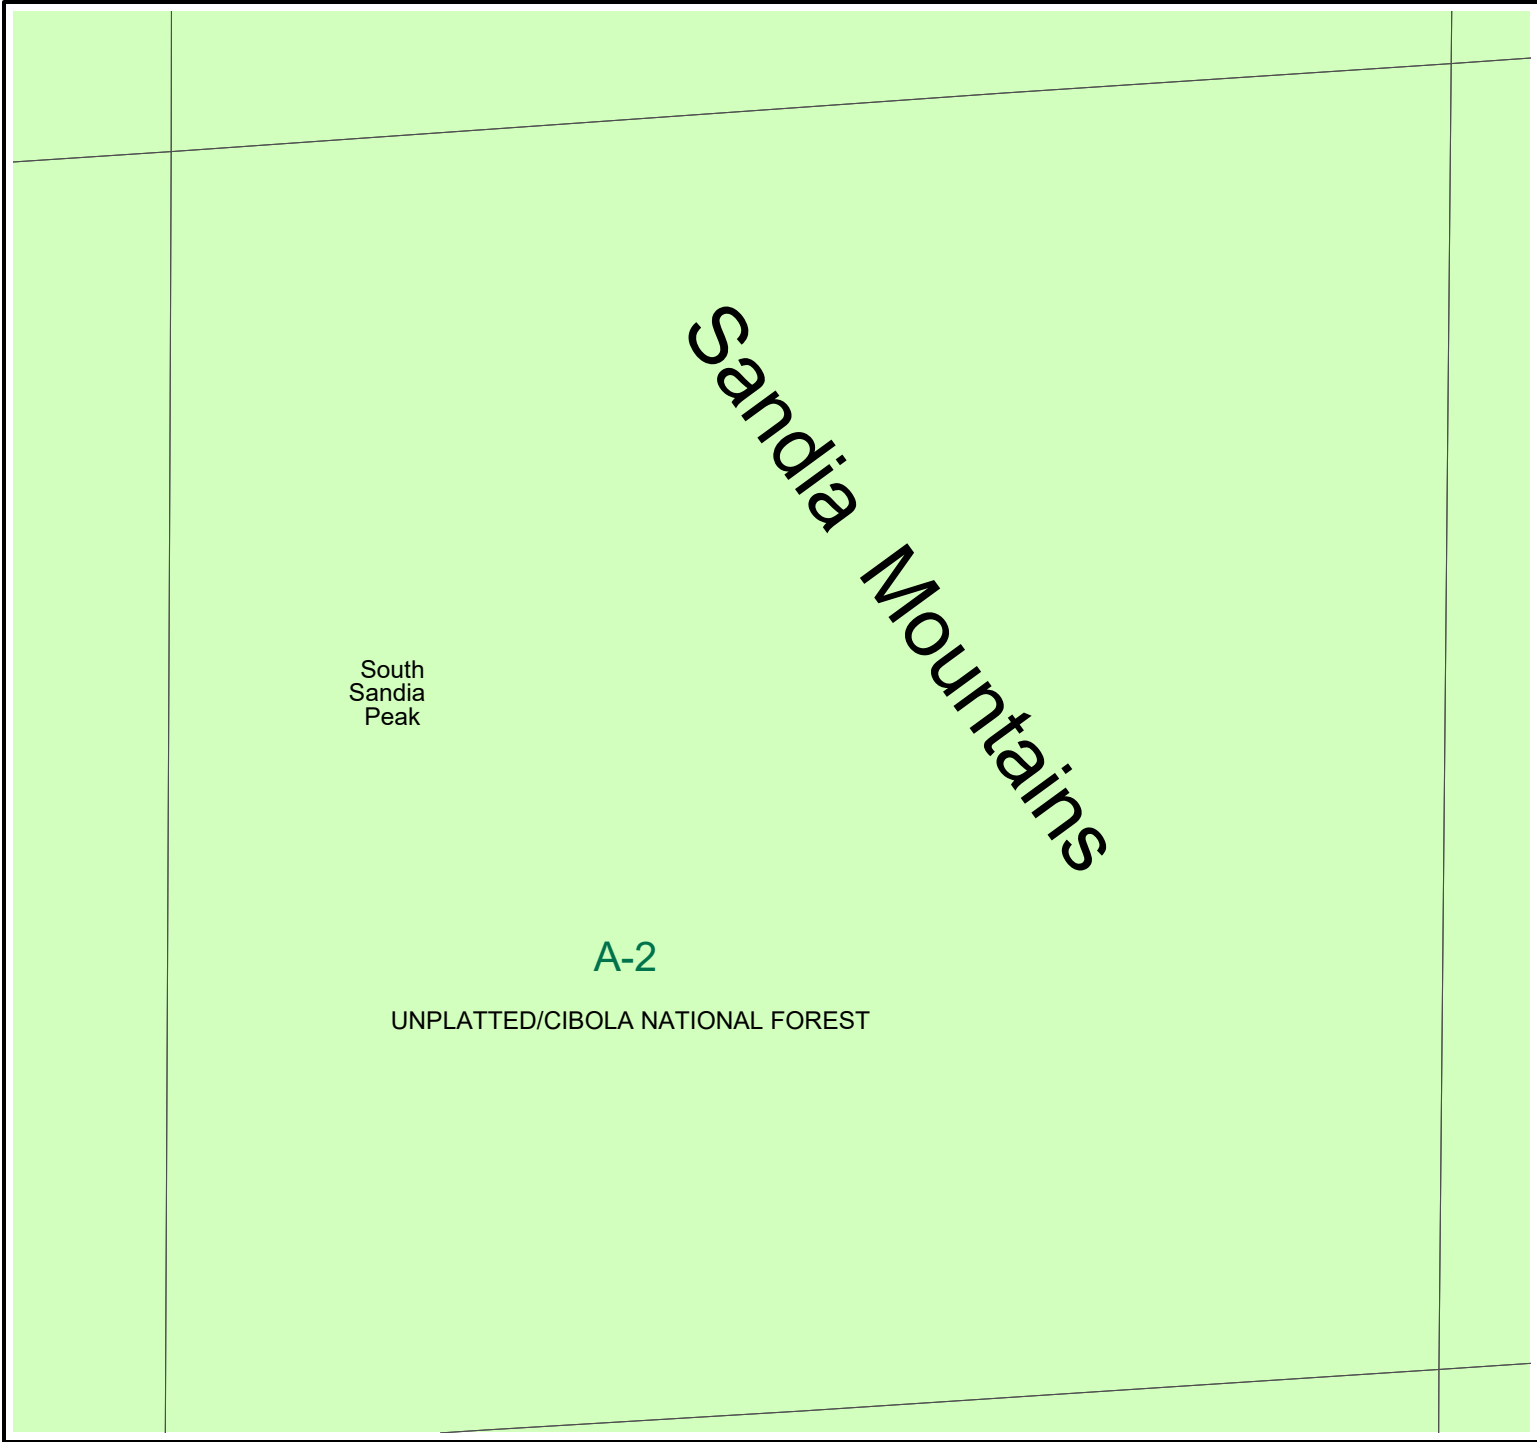 Sandia Mountains
South
Sandia
Peak
A-2
UNPLATTED/CIBOLA NATIONAL FOREST